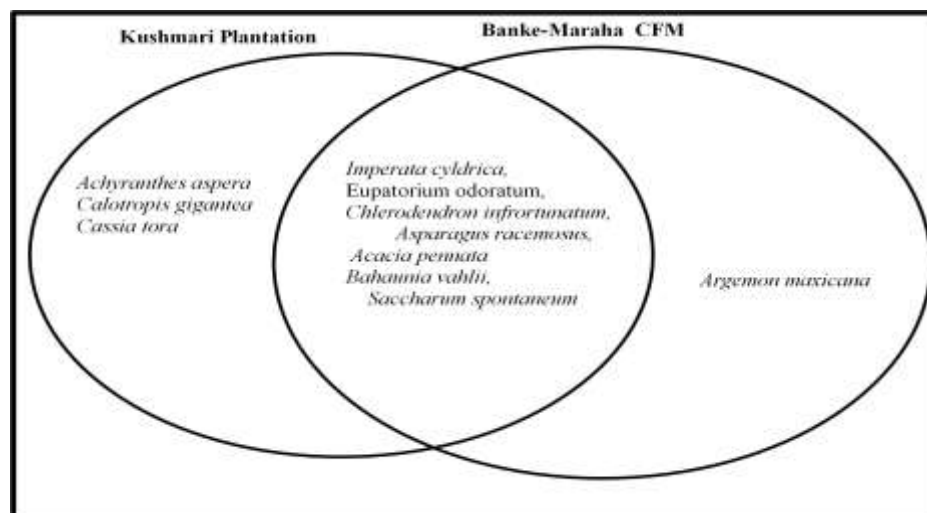 Kushmari Plantation
Banke-Maraha CFM
Achyranthes aspera
Calotropis gigantea
Cassia tora
Imperata cyldrica,
Eupatorium odoratum,
Chlerodendron infrortunatum,
Asparagus racemosus,
Acacia pennata
Bahaunia vahlii,
Saccharum spontaneum
Argemon maxicana